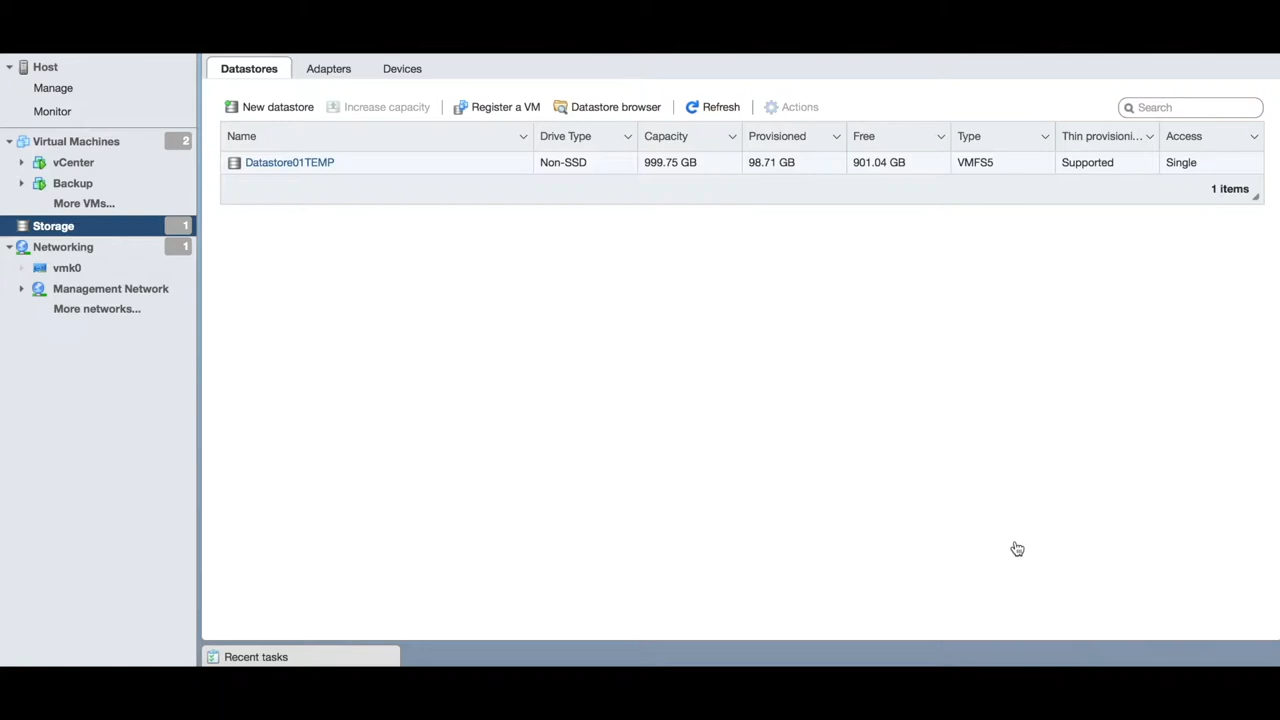 Host
Manage
Monitor
Virtual Machines 2
vCenter
Backup
More VMs...
Storage 1
Networking 1
vmk0
Management Network
More networks...
Datastores Adapters Devices
New datastore Increase capacity Register a VM Datastore browser Refresh Actions Search
Name Drive Type Capacity Provisioned Free Type Thin provisioni... Access
Datastore01TEMP Non-SSD 999.75 GB 98.71 GB 901.04 GB VMFS5 Supported Single
1 items
Recent tasks